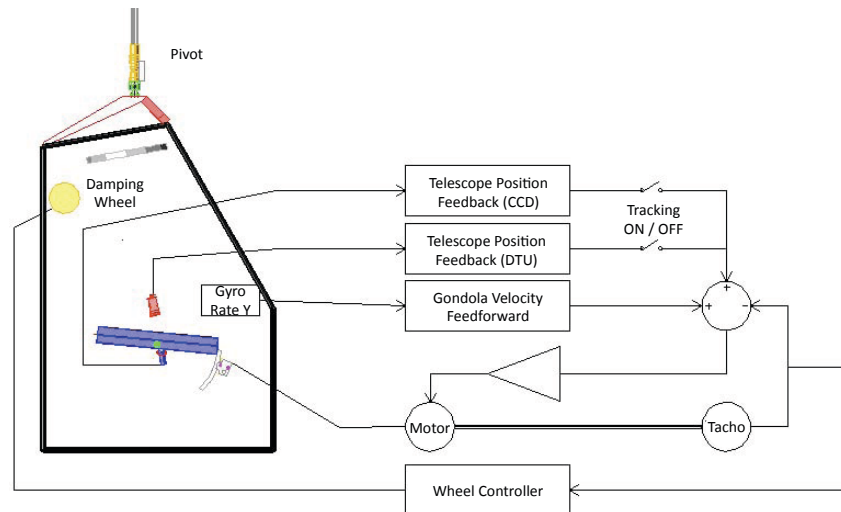 Pivot
Damping
Wheel
Telescope Position
Feedback (CCD)
Tracking
ON / OFF
Telescope Position
Feedback (DTU)
Gyro
Rate Y
Gondola Velocity
Feedforward
+
+
-
Motor
Tacho
Wheel Controller